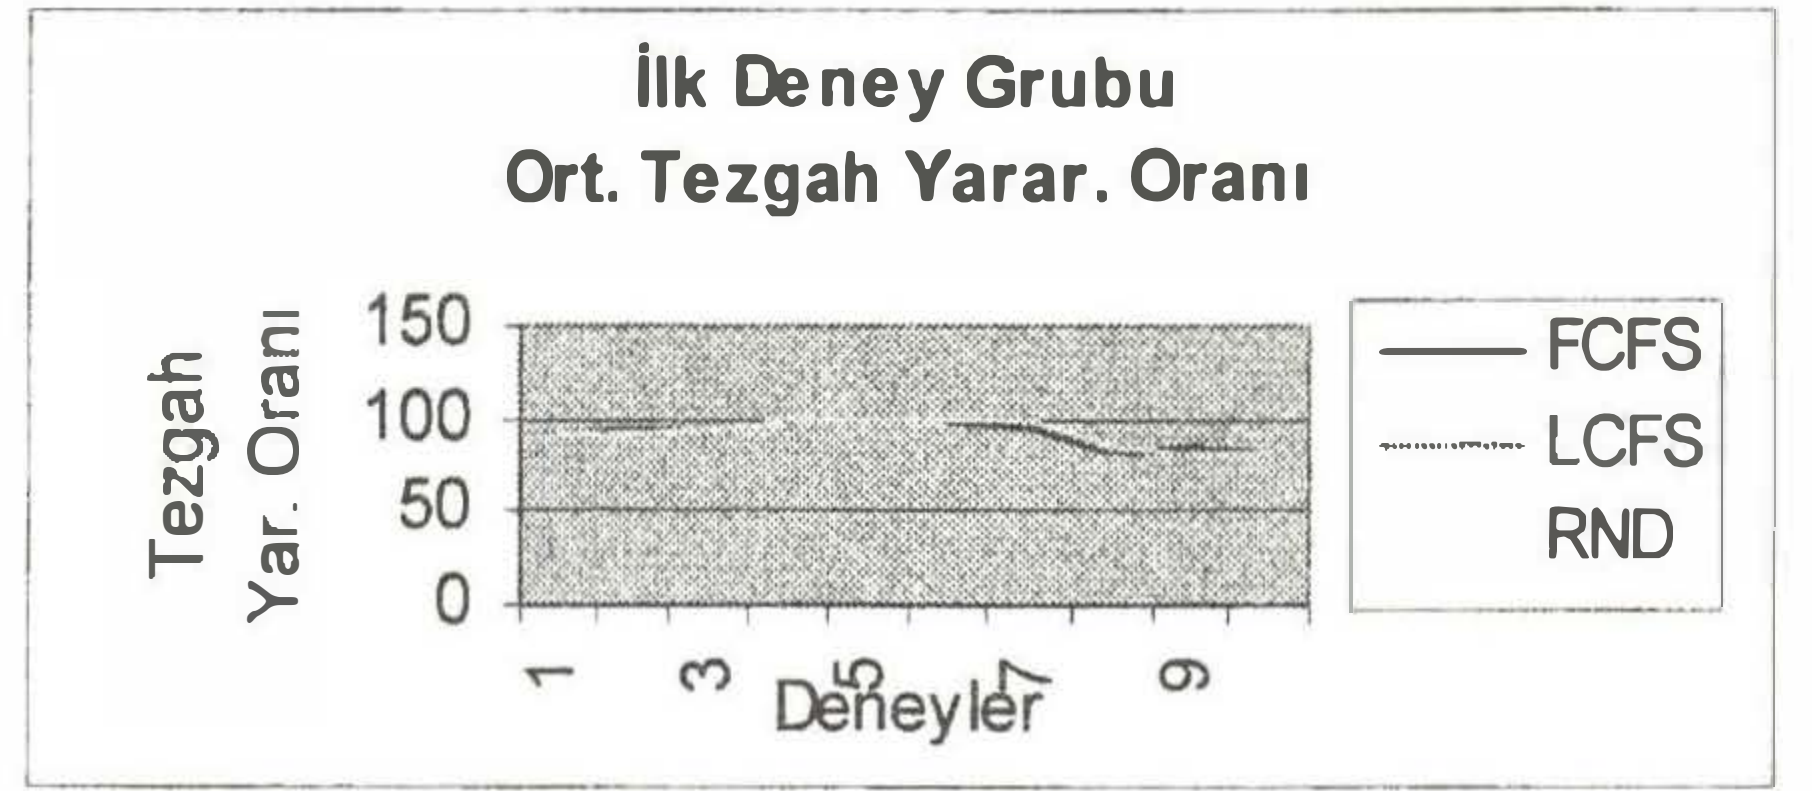 İlk Deney Grubu
Ort. Tezgah Yarar. Oranı
Tezgah
Yar. Oranı
150
100
50
0
1
3
5
7
9
Deneyler
FCFS
LCFS
RND